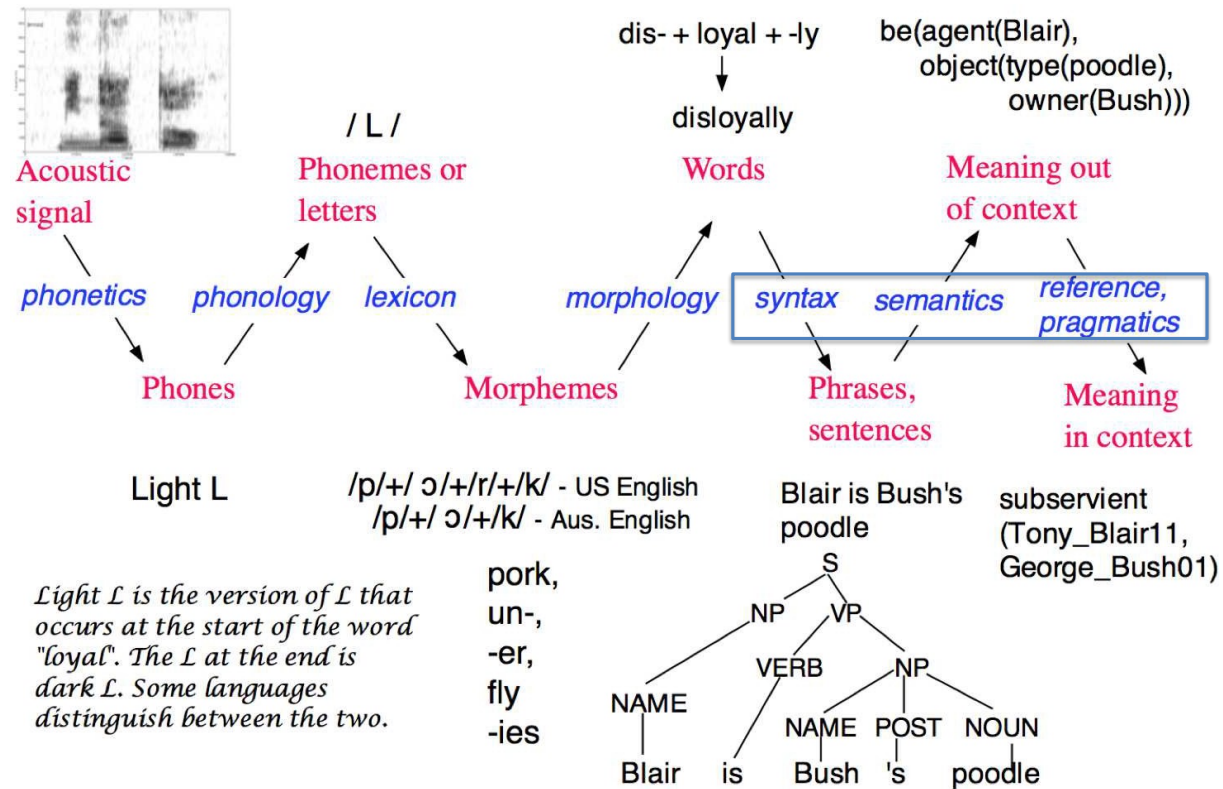 dis- + loyal + -ly
disloyally
be(agent(Blair),
object(type(poodle),
owner(Bush)))
/ L /
Acoustic
signal
Phonemes or
letters
Words
Meaning out
of context
phonetics
phonology
lexicon
morphology
syntax
semantics
reference,
pragmatics
Phones
Morphemes
Phrases,
sentences
Meaning
in context
Light L
/p/+/ ɔ/+/r/+/k/ - US English
/p/+/ ɔ/+/k/ - Aus. English
Blair is Bush's
poodle
subservient
(Tony_Blair11,
George_Bush01)
Light L is the version of L that
occurs at the start of the word
"loyal". The L at the end is
dark L. Some languages
distinguish between the two.
pork,
un-,
-er,
fly
-ies
S
NP VP
VERB NP
NAME
NAME POST NOUN
Blair is Bush 's poodle